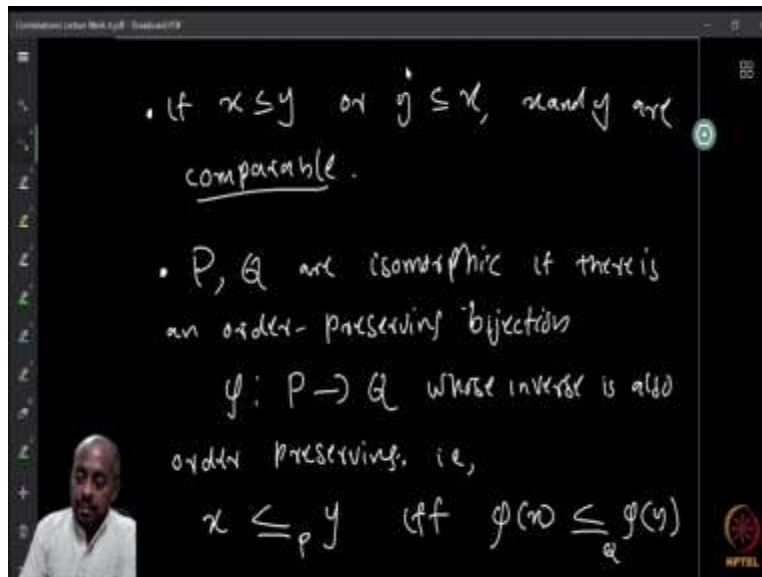 • If x ≤ y or y ≤ x, x and y are
comparable.
• P, Q are isomorphic if there is
an order-preserving bijection
φ: P → Q whose inverse is also
order preserving. ie,
x ≤_P y iff φ(x) ≤_Q φ(y)
NPTEL